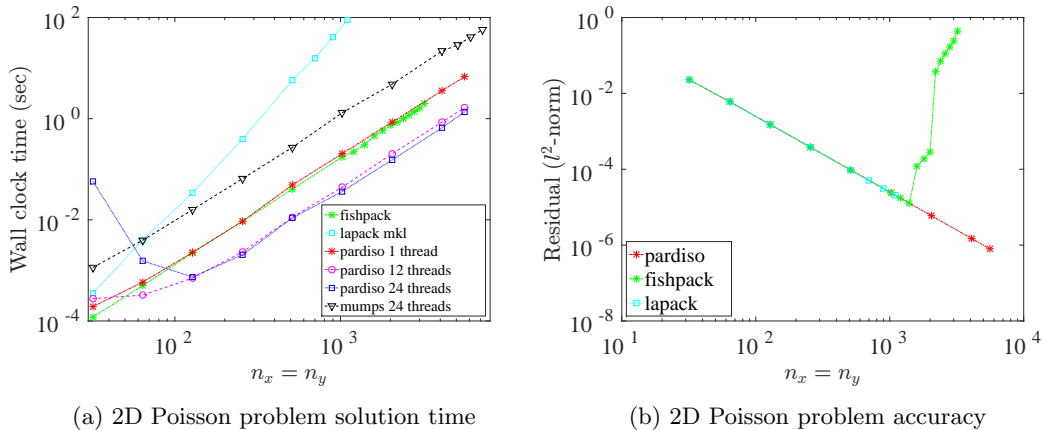 10^2
10^0
10^-2
10^-4
Wall clock time (sec)
fishpack
lapack mkl
pardiso 1 thread
pardiso 12 threads
pardiso 24 threads
mumps 24 threads
10^2
10^3
n_x = n_y
(a) 2D Poisson problem solution time
10^0
10^-2
10^-4
10^-6
10^-8
Residual (l^2-norm)
pardiso
fishpack
lapack
10^1
10^2
10^3
10^4
n_x = n_y
(b) 2D Poisson problem accuracy